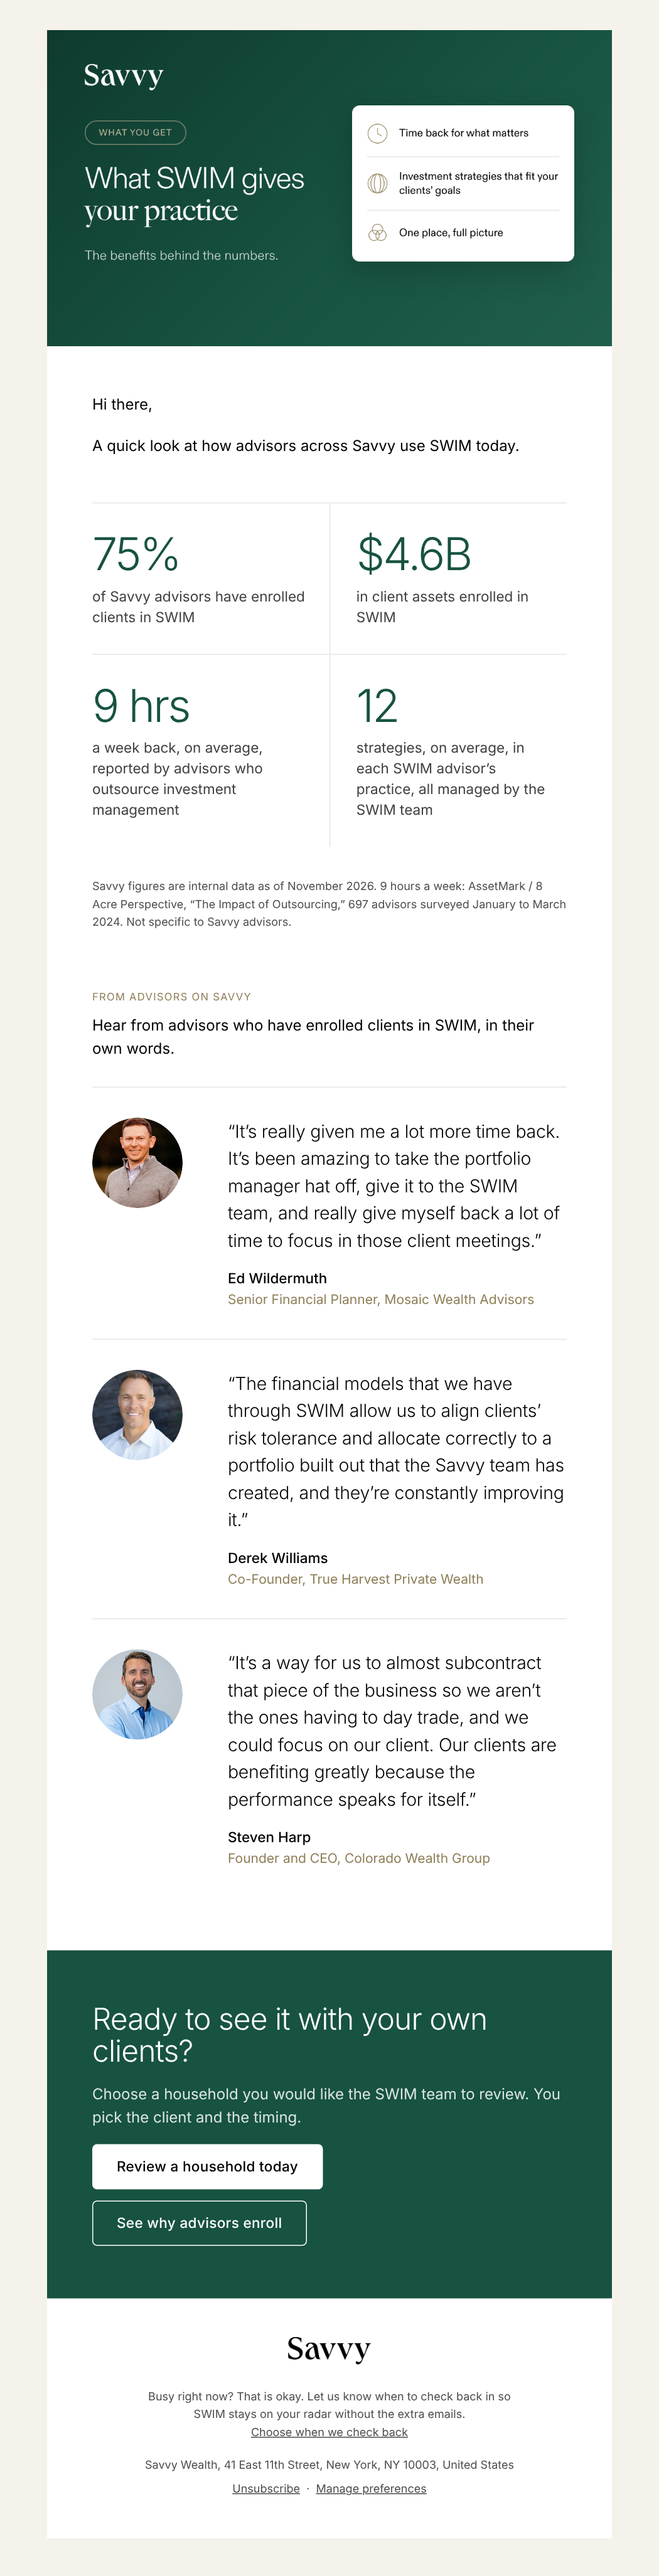 Savvy
WHAT YOU GET
What SWIM gives
your practice
The benefits behind the numbers.
Time back for what matters
Investment strategies that fit your
clients' goals
One place, full picture
Hi there,
A quick look at how advisors across Savvy use SWIM today.
75%
of Savvy advisors have enrolled
clients in SWIM
$4.6B
in client assets enrolled in
SWIM
9 hrs
a week back, on average,
reported by advisors who
outsource investment
management
12
strategies, on average, in
each SWIM advisor’s
practice, all managed by the
SWIM team
Savvy figures are internal data as of November 2026. 9 hours a week: AssetMark / 8
Acre Perspective, “The Impact of Outsourcing,” 697 advisors surveyed January to March
2024. Not specific to Savvy advisors.
FROM ADVISORS ON SAVVY
Hear from advisors who have enrolled clients in SWIM, in their
own words.
“It’s really given me a lot more time back.
It’s been amazing to take the portfolio
manager hat off, give it to the SWIM
team, and really give myself back a lot of
time to focus in those client meetings.”
Ed Wildermuth
Senior Financial Planner, Mosaic Wealth Advisors
“The financial models that we have
through SWIM allow us to align clients’
risk tolerance and allocate correctly to a
portfolio built out that the Savvy team has
created, and they’re constantly improving
it.”
Derek Williams
Co-Founder, True Harvest Private Wealth
“It’s a way for us to almost subcontract
that piece of the business so we aren’t
the ones having to day trade, and we
could focus on our client. Our clients are
benefiting greatly because the
performance speaks for itself.”
Steven Harp
Founder and CEO, Colorado Wealth Group
Ready to see it with your own
clients?
Choose a household you would like the SWIM team to review. You
pick the client and the timing.
Review a household today
See why advisors enroll
Savvy
Busy right now? That is okay. Let us know when to check back in so
SWIM stays on your radar without the extra emails.
Choose when we check back
Savvy Wealth, 41 East 11th Street, New York, NY 10003, United States
Unsubscribe · Manage preferences